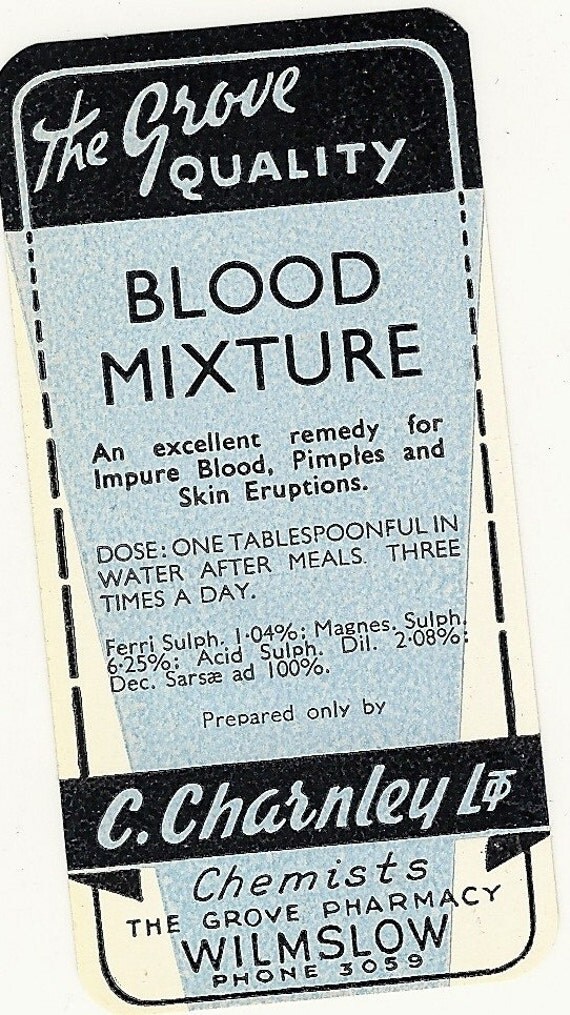 The Grove
QUALITY
BLOOD
MIXTURE
An excellent remedy for
Impure Blood, Pimples and
Skin Eruptions.
DOSE: ONE TABLESPOONFUL IN
WATER AFTER MEALS. THREE
TIMES A DAY.
Ferri Sulph. 1·04%; Magnes. Sulph.
6·25%; Acid Sulph. Dil. 2·08%;
Dec. Sarsæ ad 100%.
Prepared only by
C. Charnley LTD
Chemists
THE GROVE PHARMACY
WILMSLOW
PHONE 3059